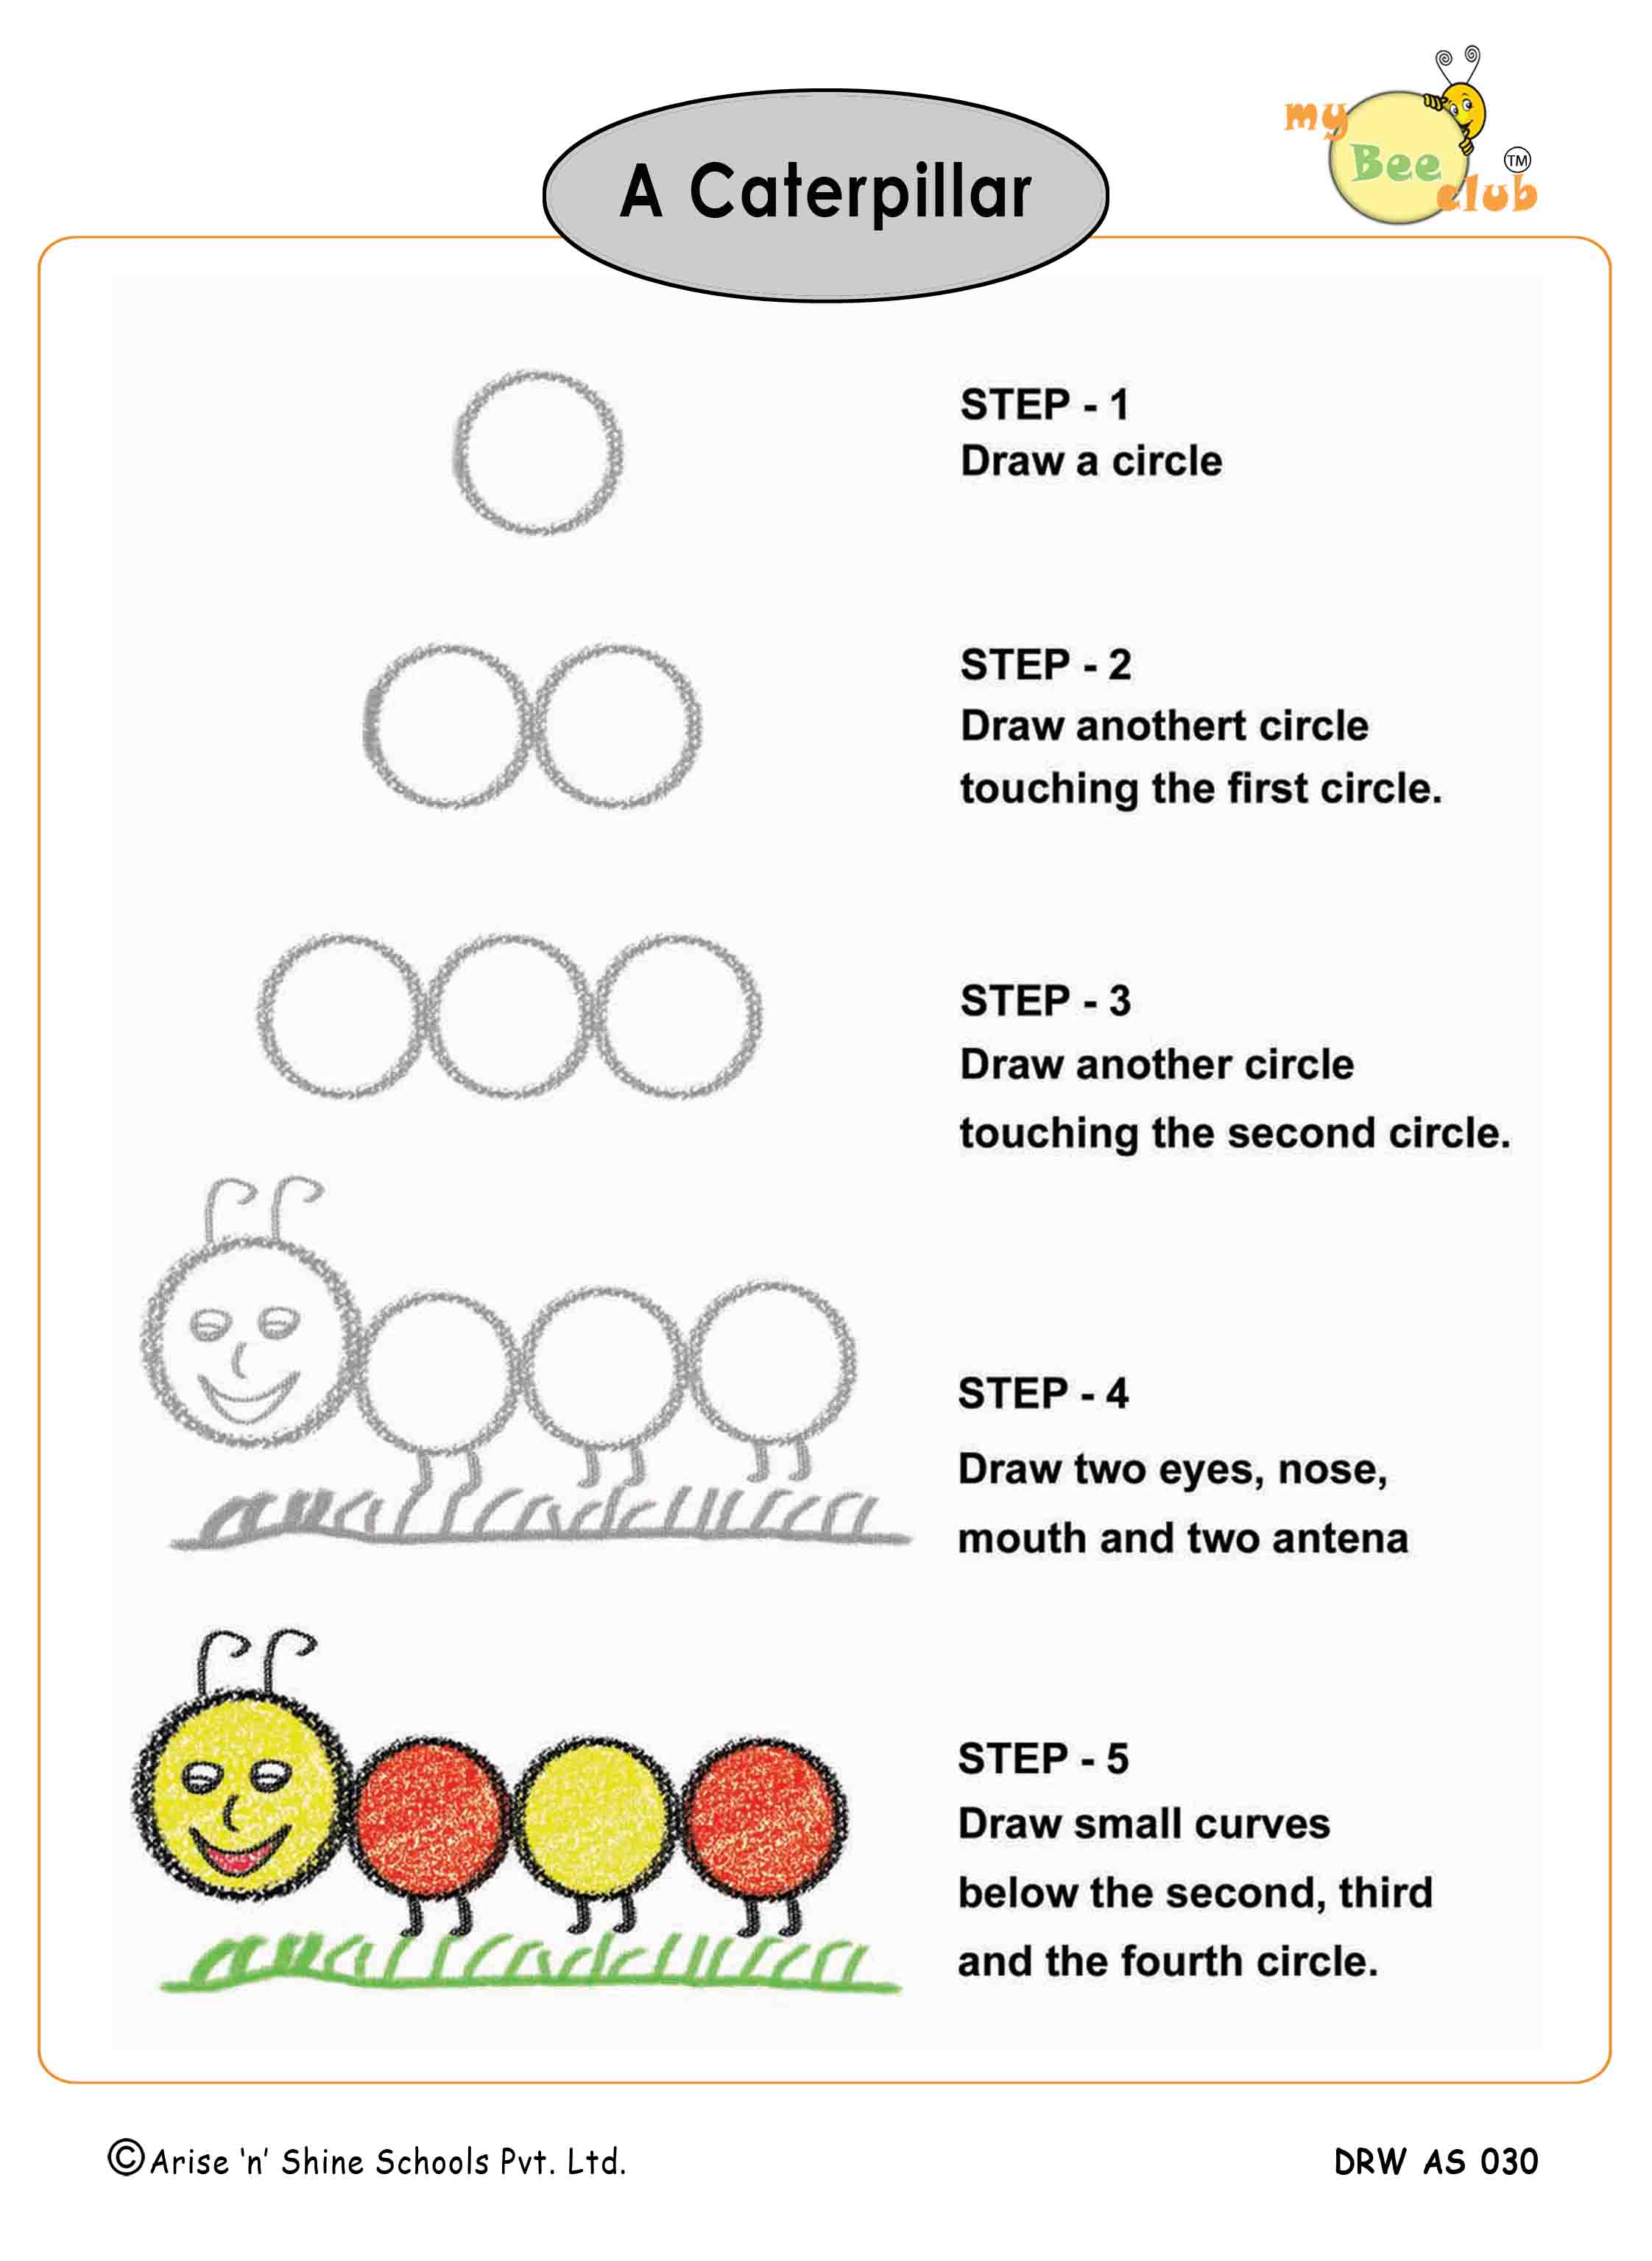 my
Bee
club
TM
A Caterpillar
STEP - 1
Draw a circle
STEP - 2
Draw anothert circle
touching the first circle.
STEP - 3
Draw another circle
touching the second circle.
STEP - 4
Draw two eyes, nose,
mouth and two antena
STEP - 5
Draw small curves
below the second, third
and the fourth circle.
©Arise 'n' Shine Schools Pvt. Ltd.
DRW AS 030